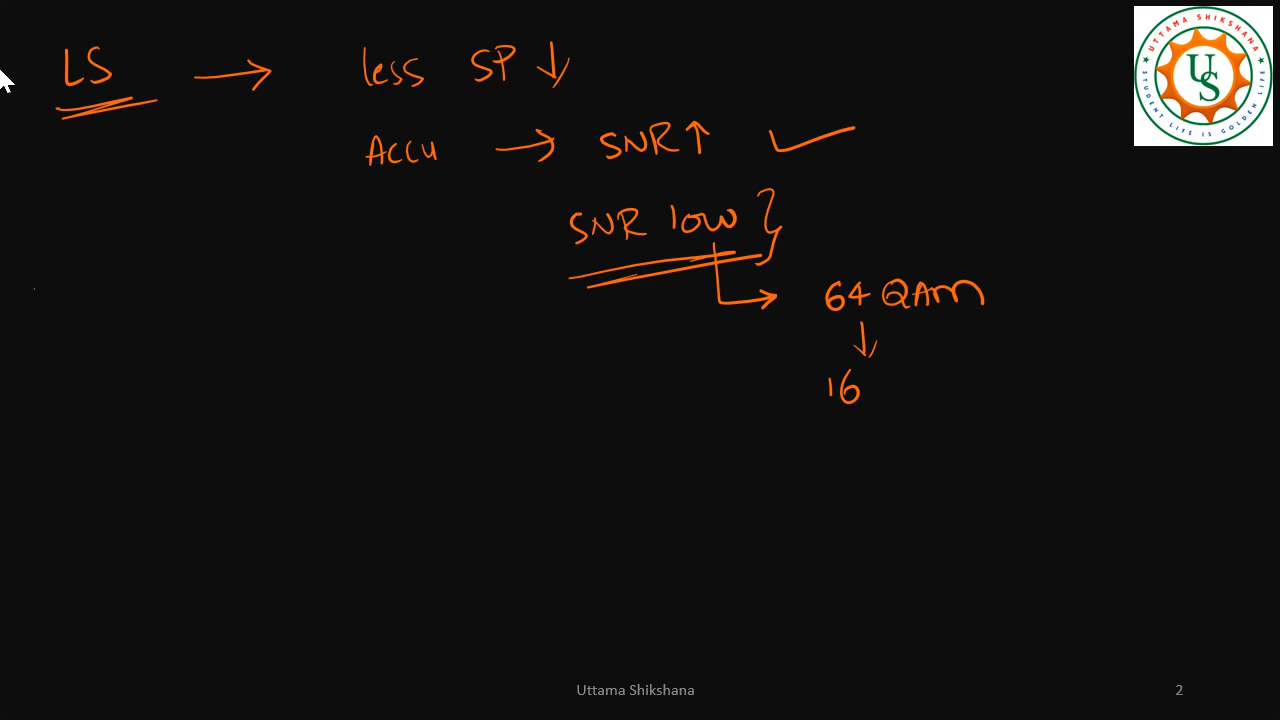 LS → less SP ↓
ACCU → SNR ↑ ✓
SNR low }
→ 64 QAM
↓
16
UTTAMA SHIKSHANA
US
STUDENT LIFE IS GOLDEN LIFE
Uttama Shikshana
2